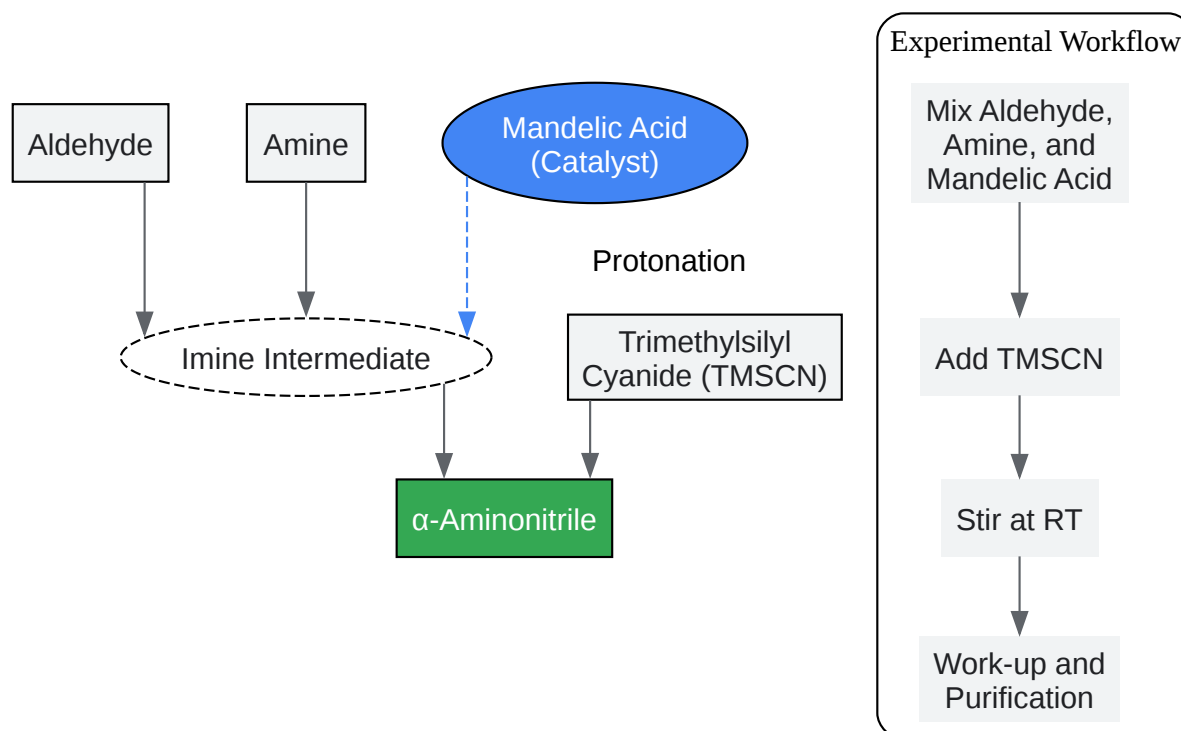 Aldehyde
Amine
Mandelic Acid
(Catalyst)
Protonation
Imine Intermediate
Trimethylsilyl
Cyanide (TMSCN)
α-Aminonitrile
Experimental Workflow
Mix Aldehyde,
Amine, and
Mandelic Acid
Add TMSCN
Stir at RT
Work-up and
Purification